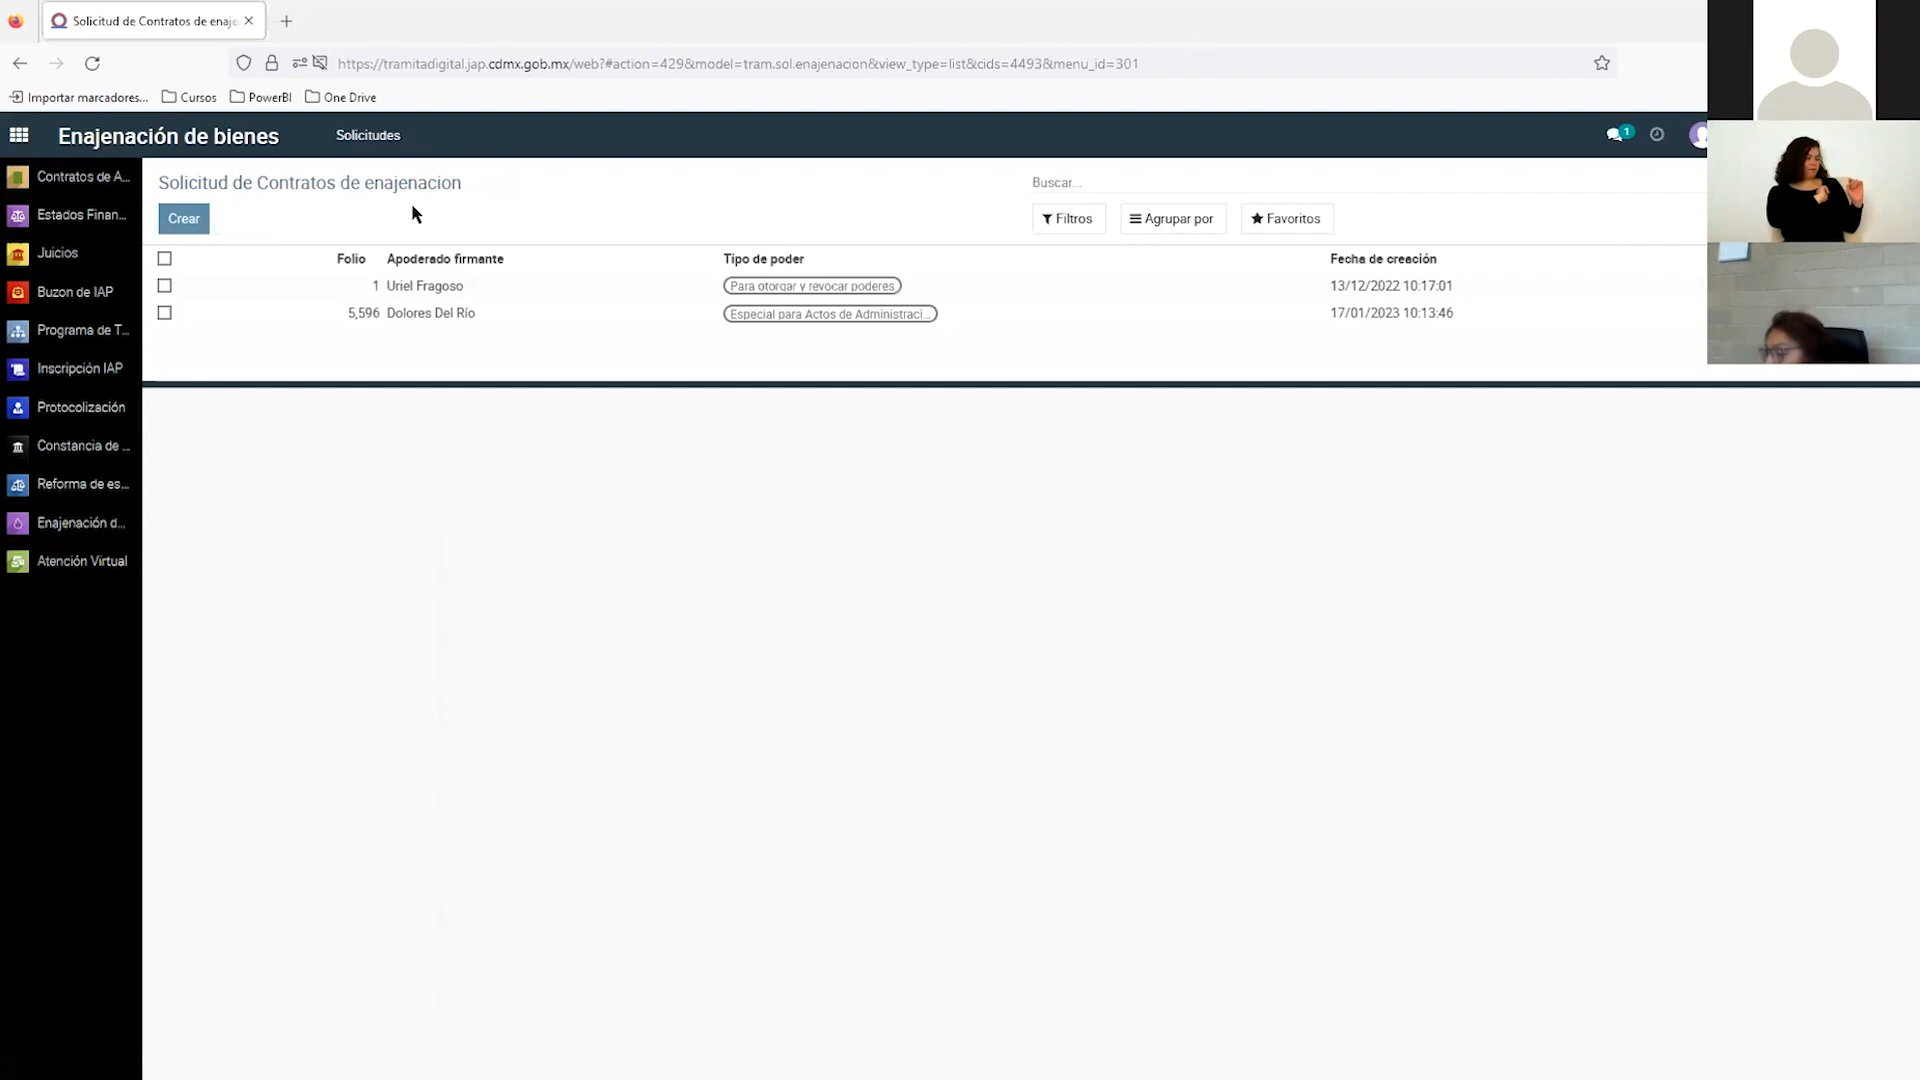 Solicitud de Contratos de enaje
https://tramitadigital.jap.cdmx.gob.mx/web?#action=429&model=tram.sol.enajenacion&view_type=list&cids=4493&menu_id=301
Importar marcadores... Cursos PowerBI One Drive
Enajenación de bienes Solicitudes 1
Contratos de A...
Estados Finan...
Juicios
Buzon de IAP
Programa de T...
Inscripción IAP
Protocolización
Constancia de ...
Reforma de es...
Enajenación d...
Atención Virtual
Solicitud de Contratos de enajenacion Buscar...
Crear Filtros Agrupar por Favoritos
Folio Apoderado firmante Tipo de poder Fecha de creación
1 Uriel Fragoso Para otorgar y revocar poderes 13/12/2022 10:17:01
5,596 Dolores Del Río Especial para Actos de Administraci... 17/01/2023 10:13:46